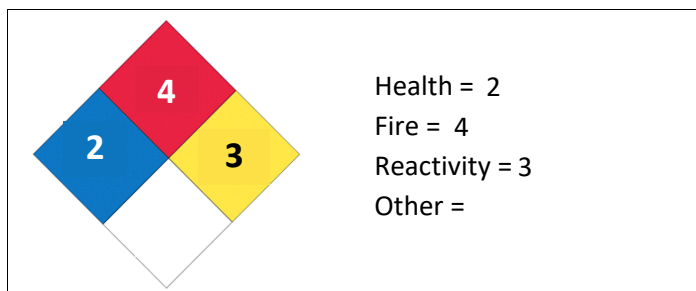 4
2
3
Health = 2
Fire = 4
Reactivity = 3
Other =